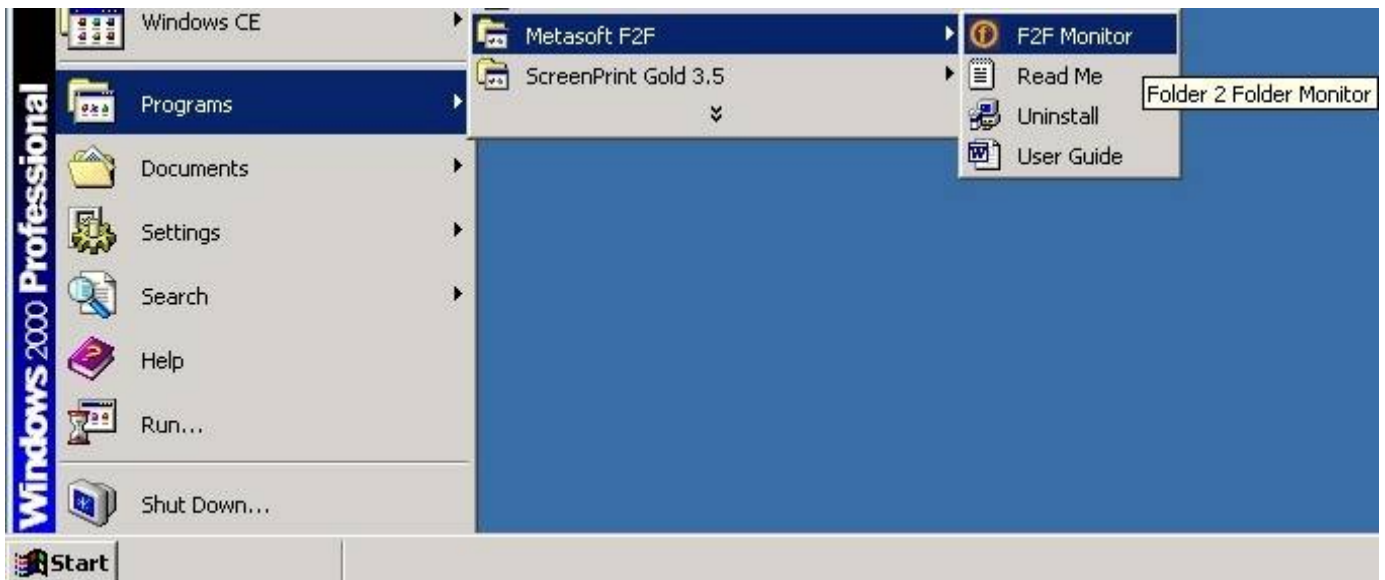 Windows CE
Programs
Documents
Settings
Search
Help
Run...
Shut Down...
Windows 2000 Professional
Start
Metasoft F2F
ScreenPrint Gold 3.5
F2F Monitor
Read Me
Uninstall
User Guide
Folder 2 Folder Monitor